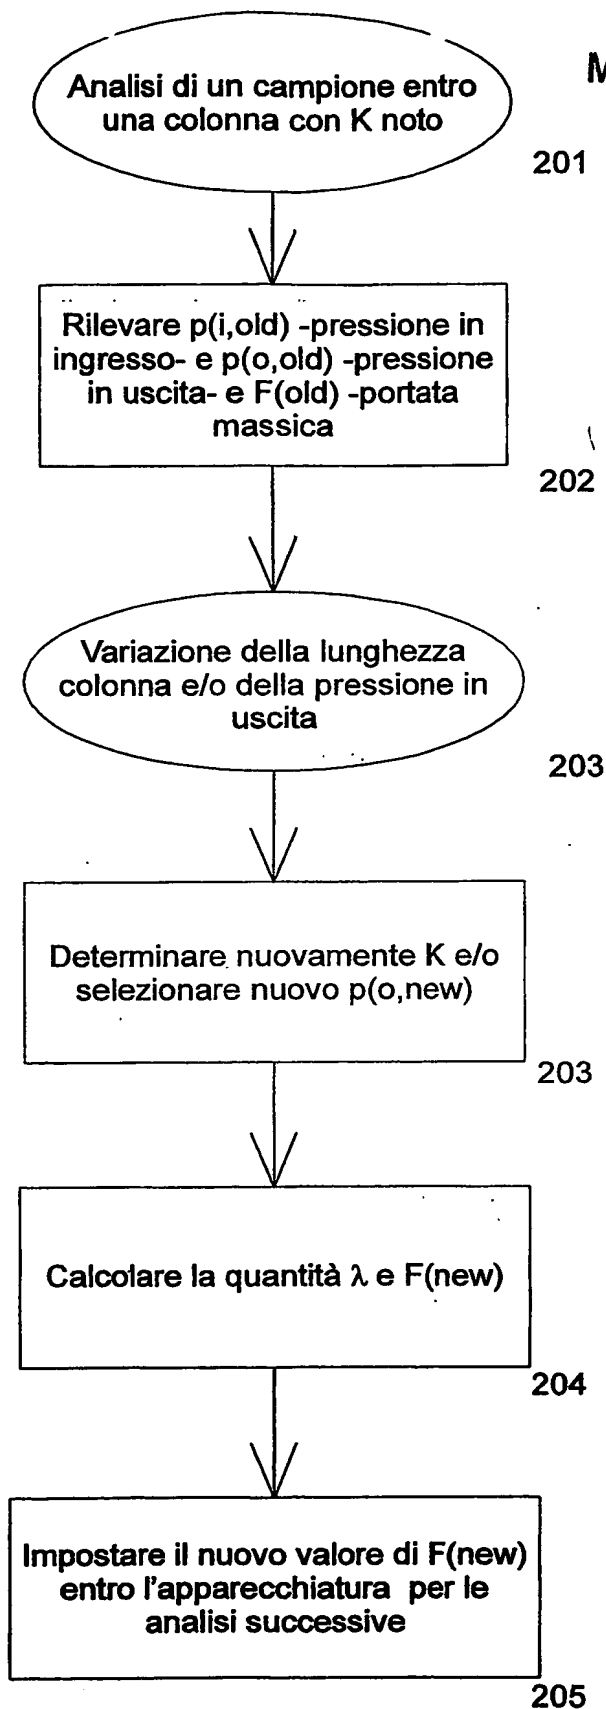 Analisi di un campione entro
una colonna con K noto
M
201
Rilevare p(i,old) -pressione in
ingresso- e p(o,old) -pressione
in uscita- e F(old) -portata
massica
202
Variazione della lunghezza
colonna e/o della pressione in
uscita
203
Determinare nuovamente K e/o
selezionare nuovo p(o,new)
203
Calcolare la quantità λ e F(new)
204
Impostare il nuovo valore di F(new)
entro l'apparecchiatura per le
analisi successive
205